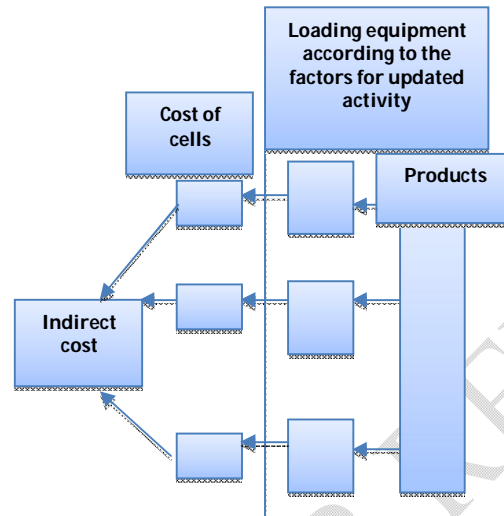 Loading equipment
according to the
factors for updated
activity
Cost of
cells
Products
Indirect
cost